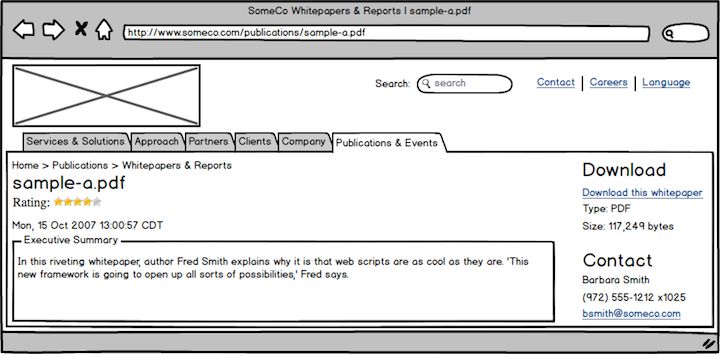 SomeCo Whitepapers & Reports | sample-a.pdf
http://www.someco.com/publications/sample-a.pdf
Search: search Contact | Careers | Language
Services & Solutions Approach Partners Clients Company Publications & Events
Home > Publications > Whitepapers & Reports
sample-a.pdf
Rating:
Mon, 15 Oct 2007 13:00:57 CDT
Executive Summary
In this riveting whitepaper, author Fred Smith explains why it is that web scripts are as cool as they are. 'This
new framework is going to open up all sorts of possibilities,' Fred says.
Download
Download this whitepaper
Type: PDF
Size: 117,249 bytes
Contact
Barbara Smith
(972) 555-1212 x1025
bsmith@someco.com